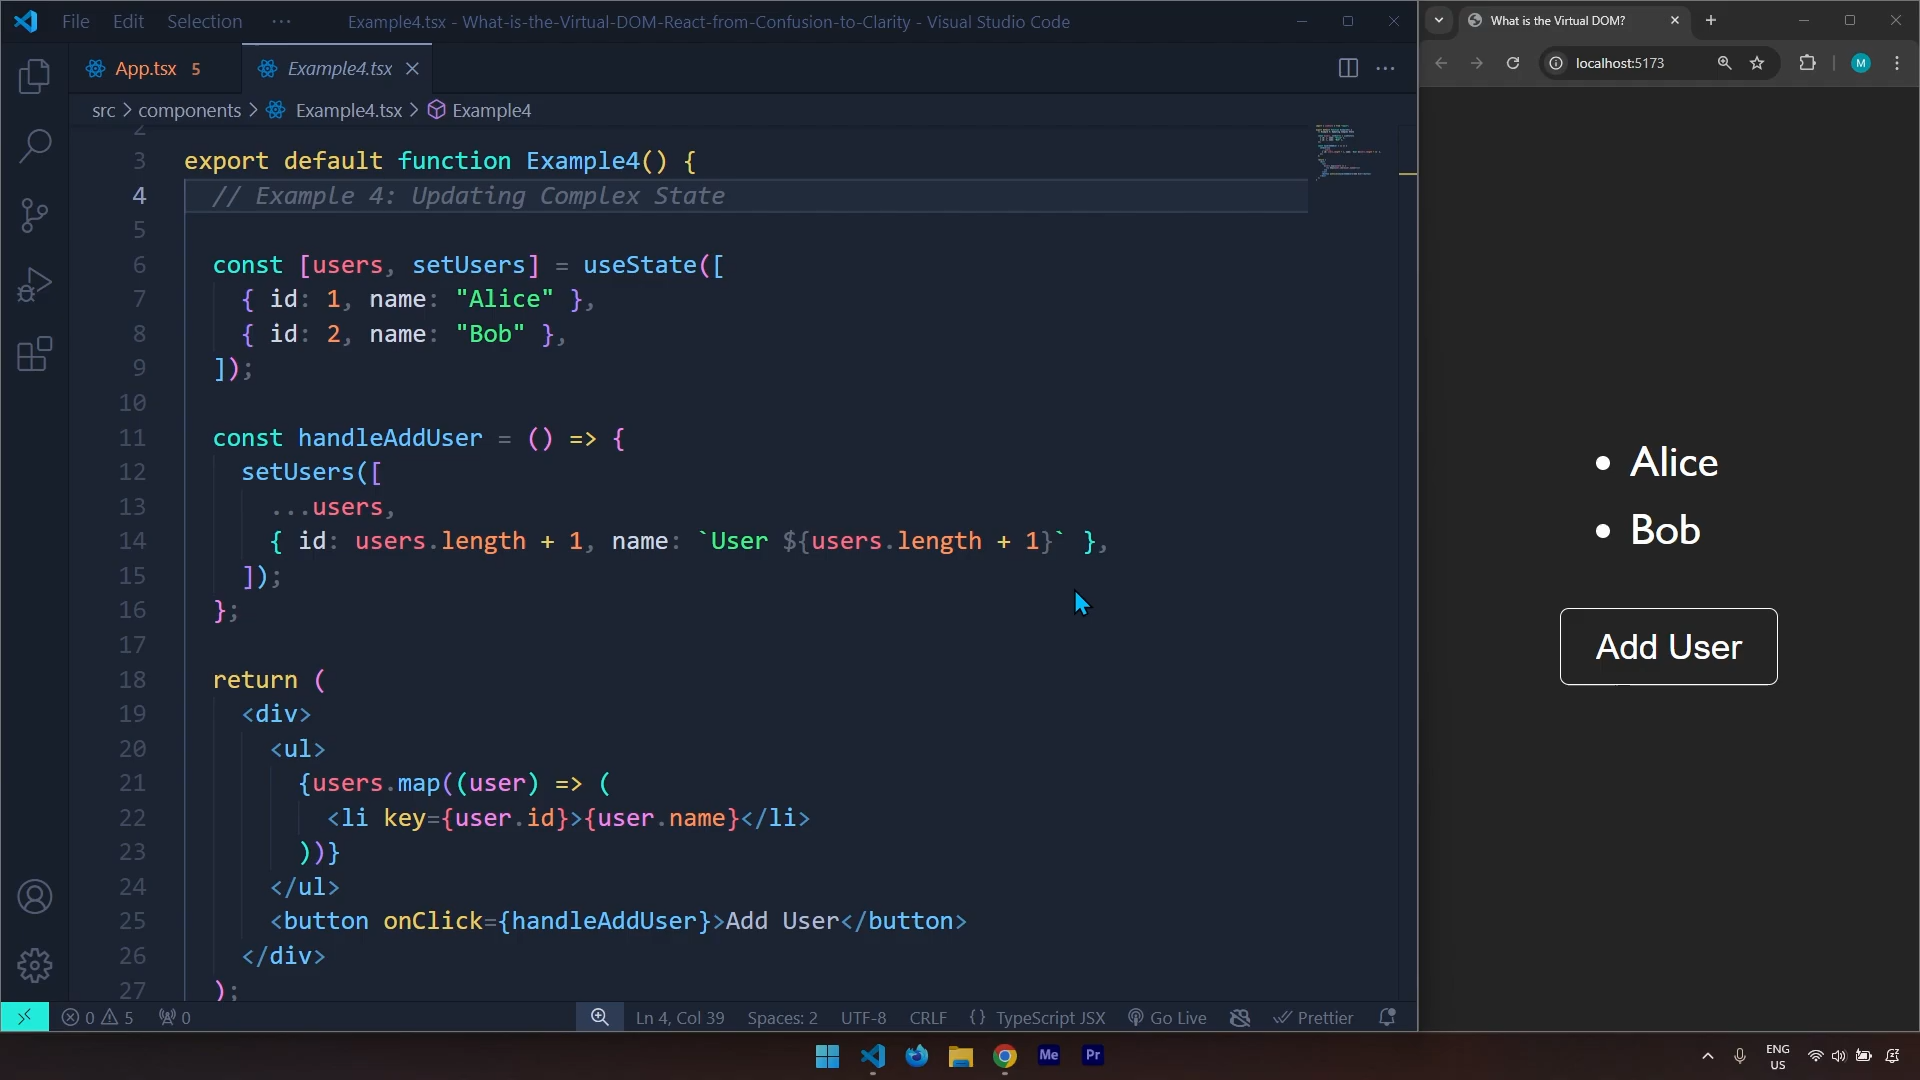 File Edit Selection ··· Example4.tsx - What-is-the-Virtual-DOM-React-from-Confusion-to-Clarity - Visual Studio Code
App.tsx 5 Example4.tsx
src > components > Example4.tsx > Example4
2
3 export default function Example4() {
4 // Example 4: Updating Complex State
5
6 const [users, setUsers] = useState([
7 { id: 1, name: "Alice" },
8 { id: 2, name: "Bob" },
9 ]);
10
11 const handleAddUser = () => {
12 setUsers([
13 ...users,
14 { id: users.length + 1, name: `User ${users.length + 1}` },
15 ]);
16 };
17
18 return (
19 <div>
20 <ul>
21 {users.map((user) => (
22 <li key={user.id}>{user.name}</li>
23 ))}
24 </ul>
25 <button onClick={handleAddUser}>Add User</button>
26 </div>
27 );
0 5 0 Ln 4, Col 39 Spaces: 2 UTF-8 CRLF {} TypeScript JSX Go Live Prettier
What is the Virtual DOM?
localhost:5173 M
• Alice
• Bob
Add User
Me Pr
ENG
US